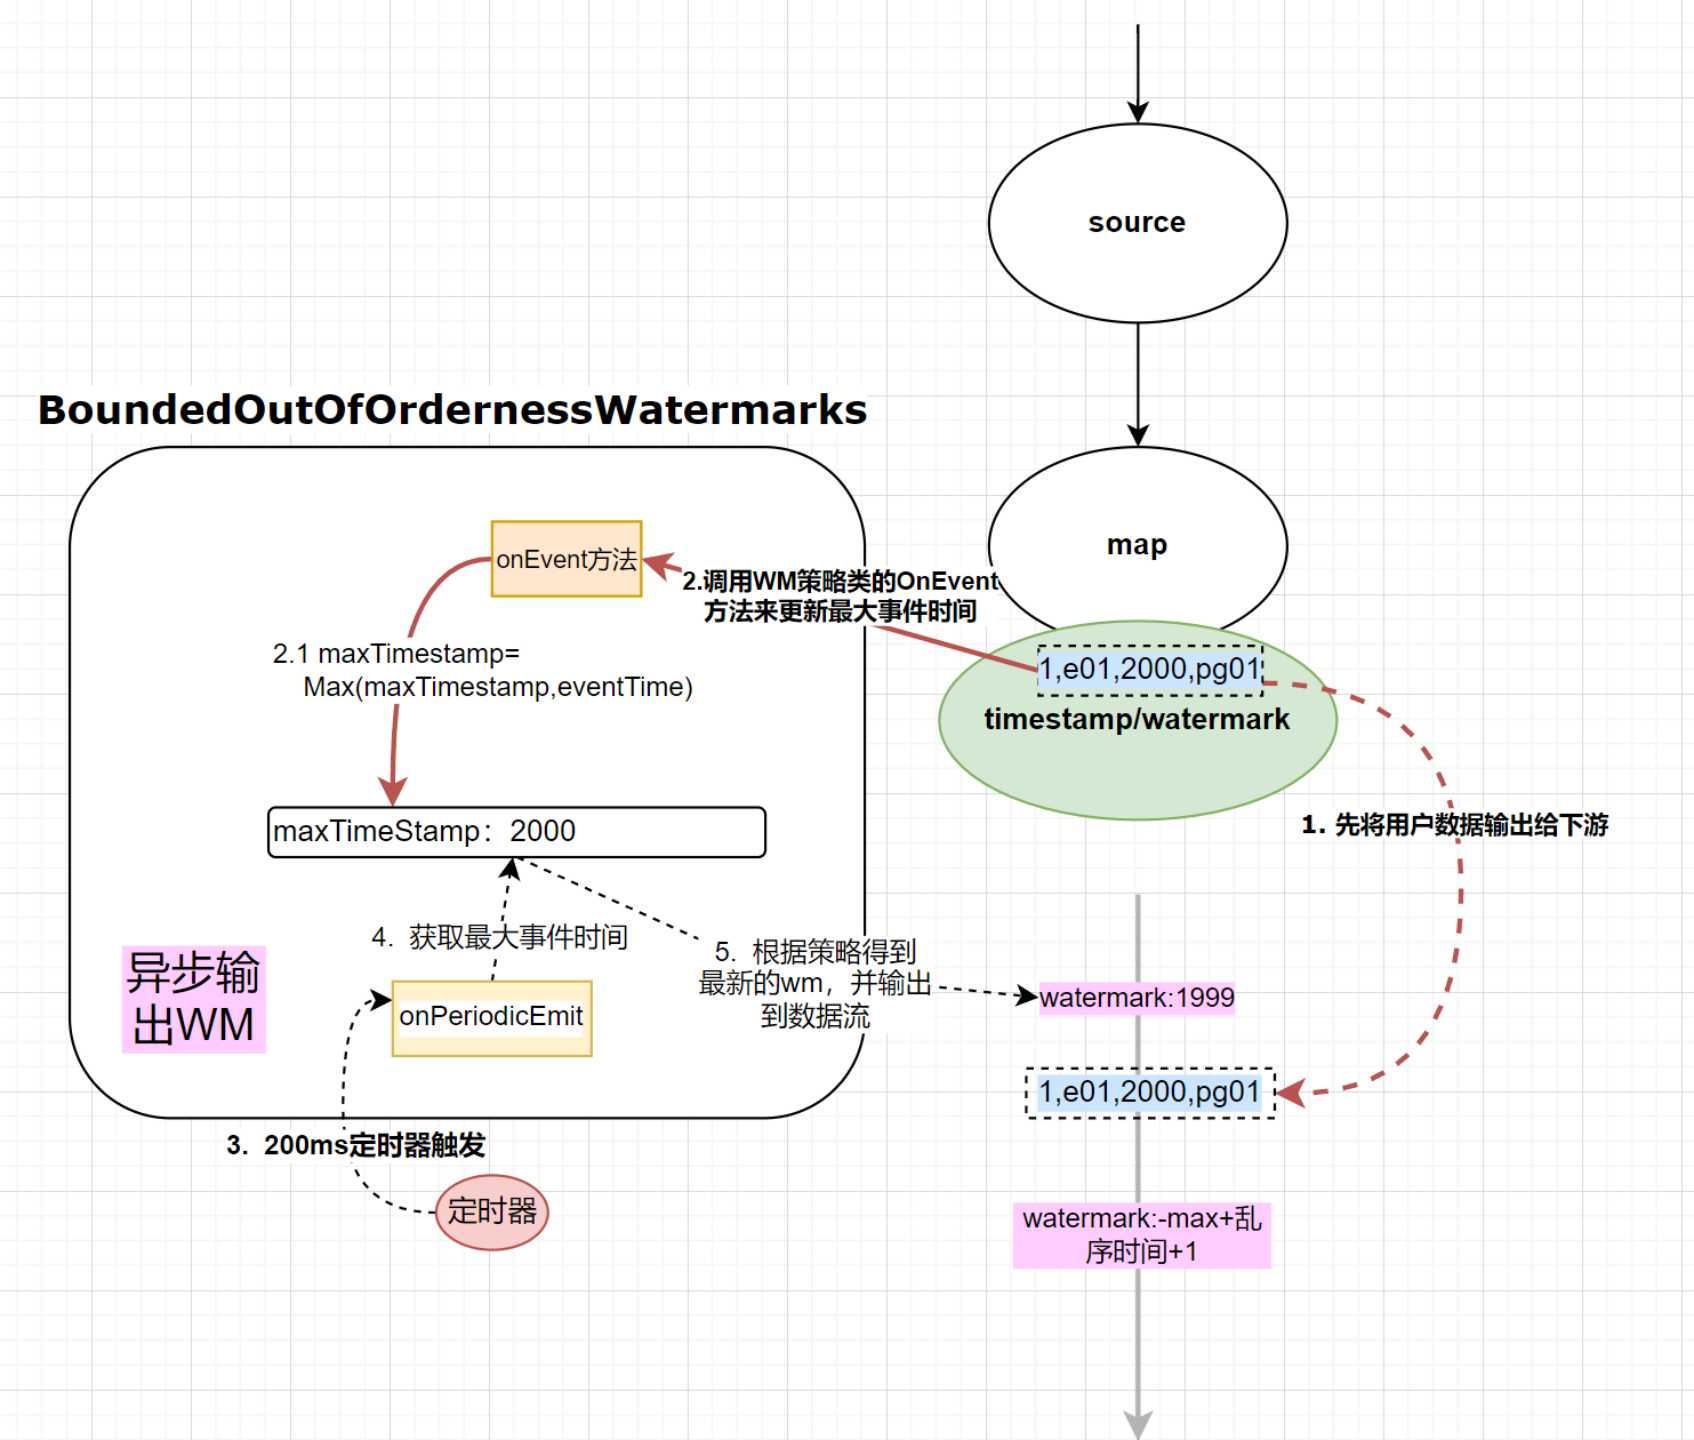 source
map
BoundedOutOfOrdernessWatermarks
onEvent方法
2.调用WM策略类的OnEvent
方法来更新最大事件时间
2.1 maxTimestamp=
Max(maxTimestamp,eventTime)
1,e01,2000,pg01
timestamp/watermark
maxTimeStamp：2000
1. 先将用户数据输出给下游
4. 获取最大事件时间
5. 根据策略得到
最新的wm，并输出
到数据流
异步输
出WM
onPeriodicEmit
watermark:1999
1,e01,2000,pg01
3. 200ms定时器触发
定时器
watermark:-max+乱
序时间+1